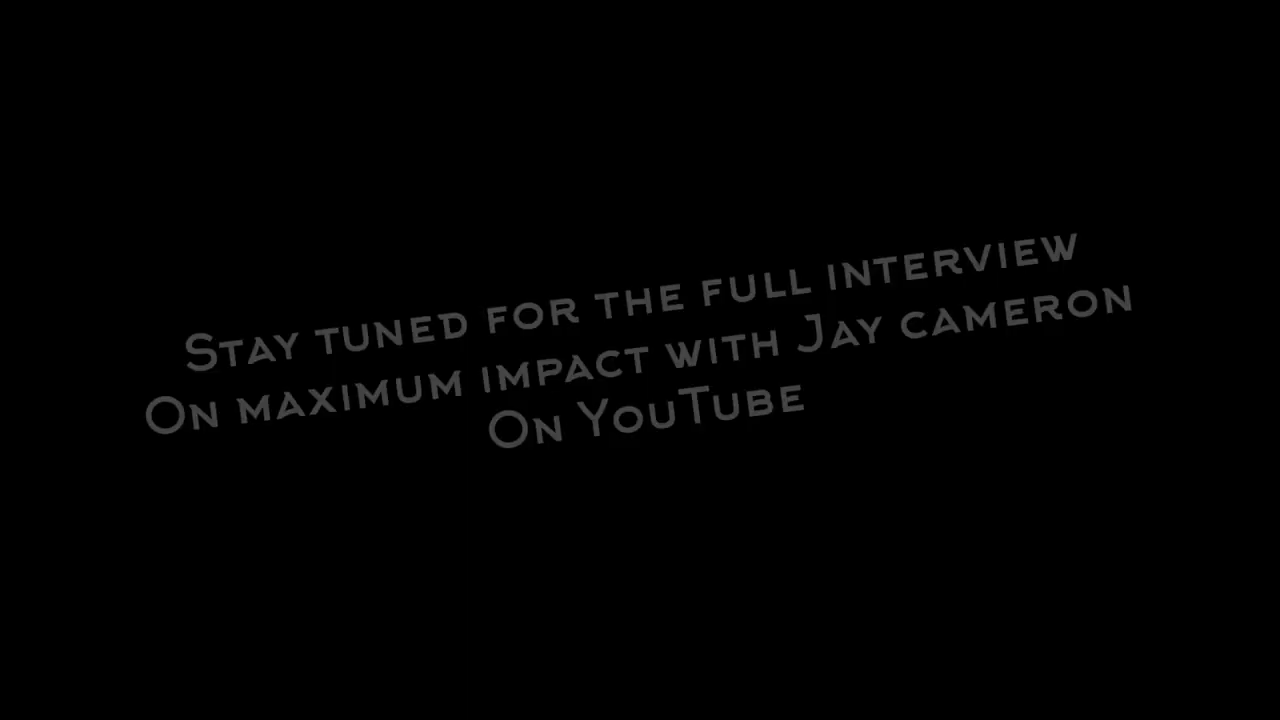 Stay tuned for the full interview
On maximum impact with Jay cameron
On YouTube